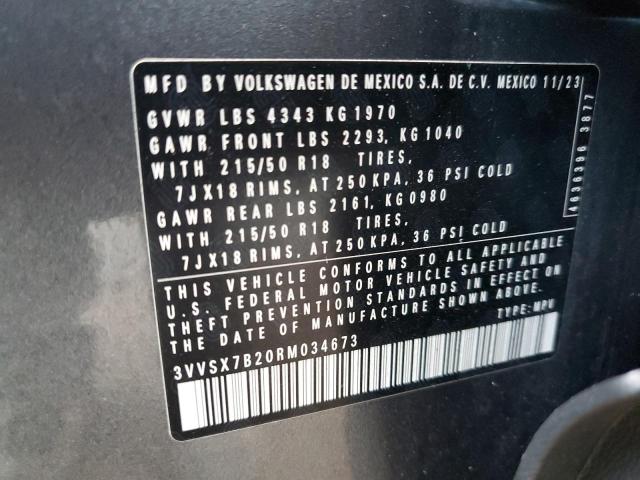 MFD BY VOLKSWAGEN DE MEXICO S.A. DE C.V. MEXICO 11/23
GVWR LBS 4343 KG 1970
GAWR FRONT LBS 2293, KG 1040
WITH 215/50 R18 TIRES,
7JX18 RIMS, AT 250 KPA, 36 PSI COLD
GAWR REAR LBS 2161, KG 0980
WITH 215/50 R18 TIRES,
7JX18 RIMS, AT 250 KPA, 36 PSI COLD
THIS VEHICLE CONFORMS TO ALL APPLICABLE
U.S. FEDERAL MOTOR VEHICLE SAFETY AND
THEFT PREVENTION STANDARDS IN EFFECT ON
THE DATE OF MANUFACTURE SHOWN ABOVE.
TYPE: MPV
3VVSX7B20RM034673
4636396 3877